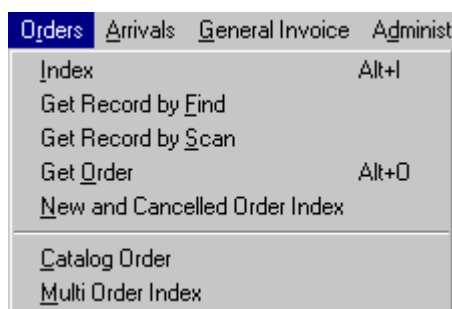 Orders Arrivals General Invoice Administ
Index Alt+I
Get Record by Find
Get Record by Scan
Get Order Alt+O
New and Cancelled Order Index
Catalog Order
Multi Order Index